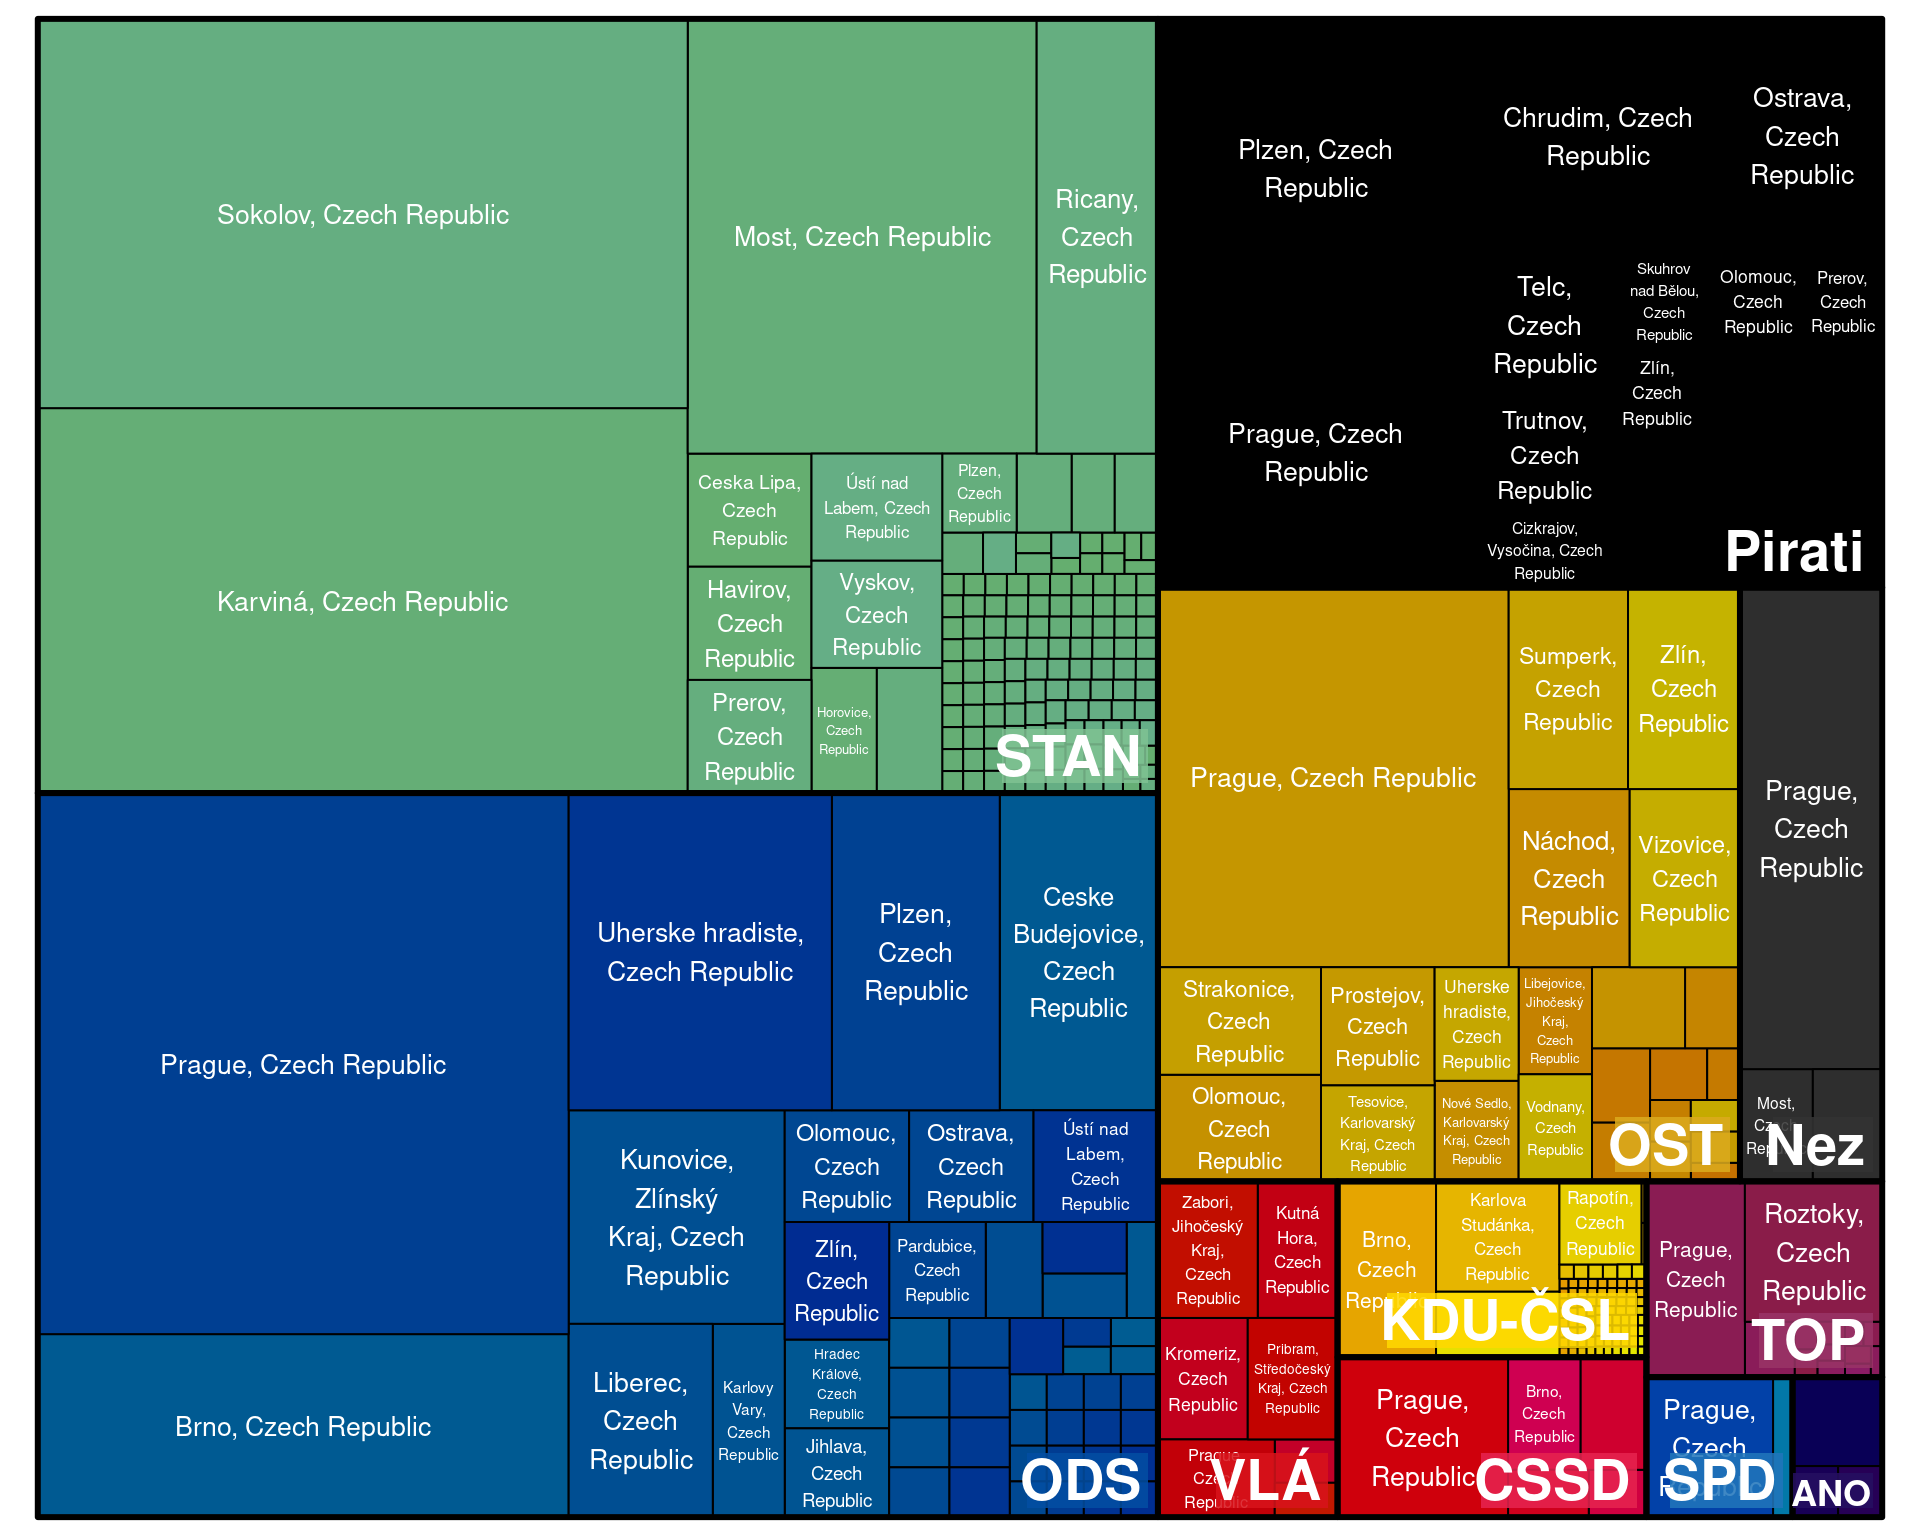 Sokolov, Czech Republic
Karviná, Czech Republic
Most, Czech Republic
Ricany,
Czech
Republic
Ceska Lipa,
Czech
Republic
Ústí nad
Labem, Czech
Republic
Plzen,
Czech
Republic
Havirov,
Czech
Republic
Vyskov,
Czech
Republic
Prerov,
Czech
Republic
Horovice,
Czech
Republic
STAN
Plzen, Czech
Republic
Chrudim, Czech
Republic
Ostrava,
Czech
Republic
Prague, Czech
Republic
Telc,
Czech
Republic
Skuhrov
nad Bělou,
Czech
Republic
Olomouc,
Czech
Republic
Prerov,
Czech
Republic
Zlín,
Czech
Republic
Trutnov,
Czech
Republic
Cizkrajov,
Vysočina, Czech
Republic
Pirati
Prague, Czech Republic
Brno, Czech Republic
Uherske hradiste,
Czech Republic
Plzen,
Czech
Republic
Ceske
Budejovice,
Czech
Republic
Kunovice,
Zlínský
Kraj, Czech
Republic
Olomouc,
Czech
Republic
Ostrava,
Czech
Republic
Ústí nad
Labem,
Czech
Republic
Zlín,
Czech
Republic
Pardubice,
Czech
Republic
Liberec,
Czech
Republic
Karlovy
Vary,
Czech
Republic
Hradec
Králové,
Czech
Republic
Jihlava,
Czech
Republic
ODS
Prague, Czech Republic
Sumperk,
Czech
Republic
Zlín,
Czech
Republic
Náchod,
Czech
Republic
Vizovice,
Czech
Republic
Strakonice,
Czech
Republic
Prostejov,
Czech
Republic
Uherske
hradiste,
Czech
Republic
Libejovice,
Jihočeský
Kraj,
Czech
Republic
Olomouc,
Czech
Republic
Tesovice,
Karlovarský
Kraj, Czech
Republic
Nové Sedlo,
Karlovarský
Kraj, Czech
Republic
Vodnany,
Czech
Republic
OST
Prague,
Czech
Republic
Most,
Czech
Republic
Nez
Zabori,
Jihočeský
Kraj,
Czech
Republic
Kutná
Hora,
Czech
Republic
Kromeriz,
Czech
Republic
Pribram,
Středočeský
Kraj, Czech
Republic
Prague,
Czech
Republic
VLÁ
Brno,
Czech
Republic
Karlova
Studánka,
Czech
Republic
Rapotín,
Czech
Republic
KDU-ČSL
Prague,
Czech
Republic
Brno,
Czech
Republic
CSSD
Prague,
Czech
Republic
Roztoky,
Czech
Republic
TOP
Prague,
Czech
Republic
SPD
ANO